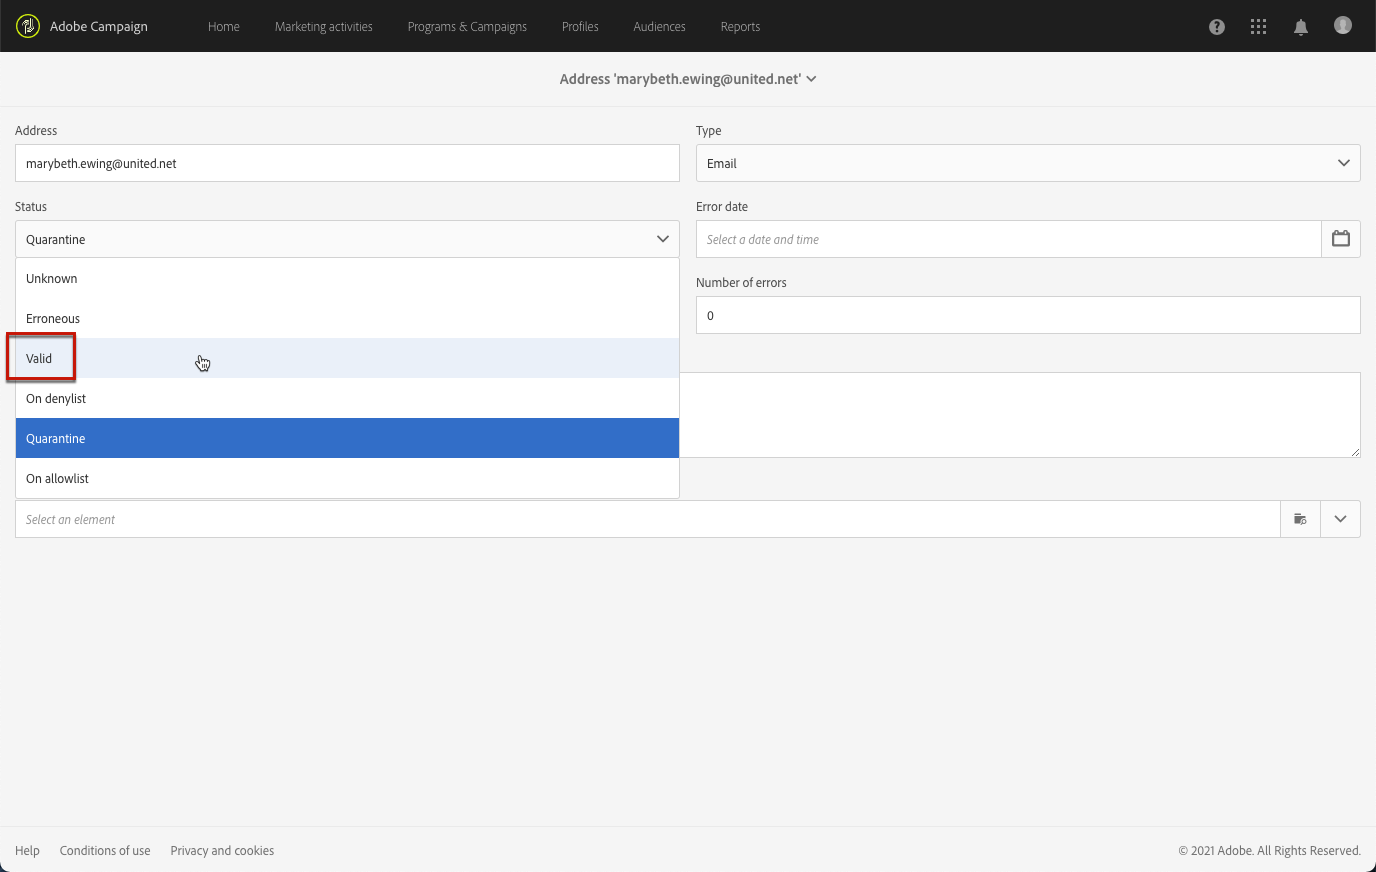 Adobe Campaign
Home
Marketing activities
Programs & Campaigns
Profiles
Audiences
Reports
Address 'marybeth.ewing@united.net'
Address
marybeth.ewing@united.net
Type
Email
Status
Quarantine
Error date
Select a date and time
Unknown
Erroneous
Valid
On denylist
Quarantine
On allowlist
Number of errors
0
Select an element
Help
Conditions of use
Privacy and cookies
© 2021 Adobe. All Rights Reserved.